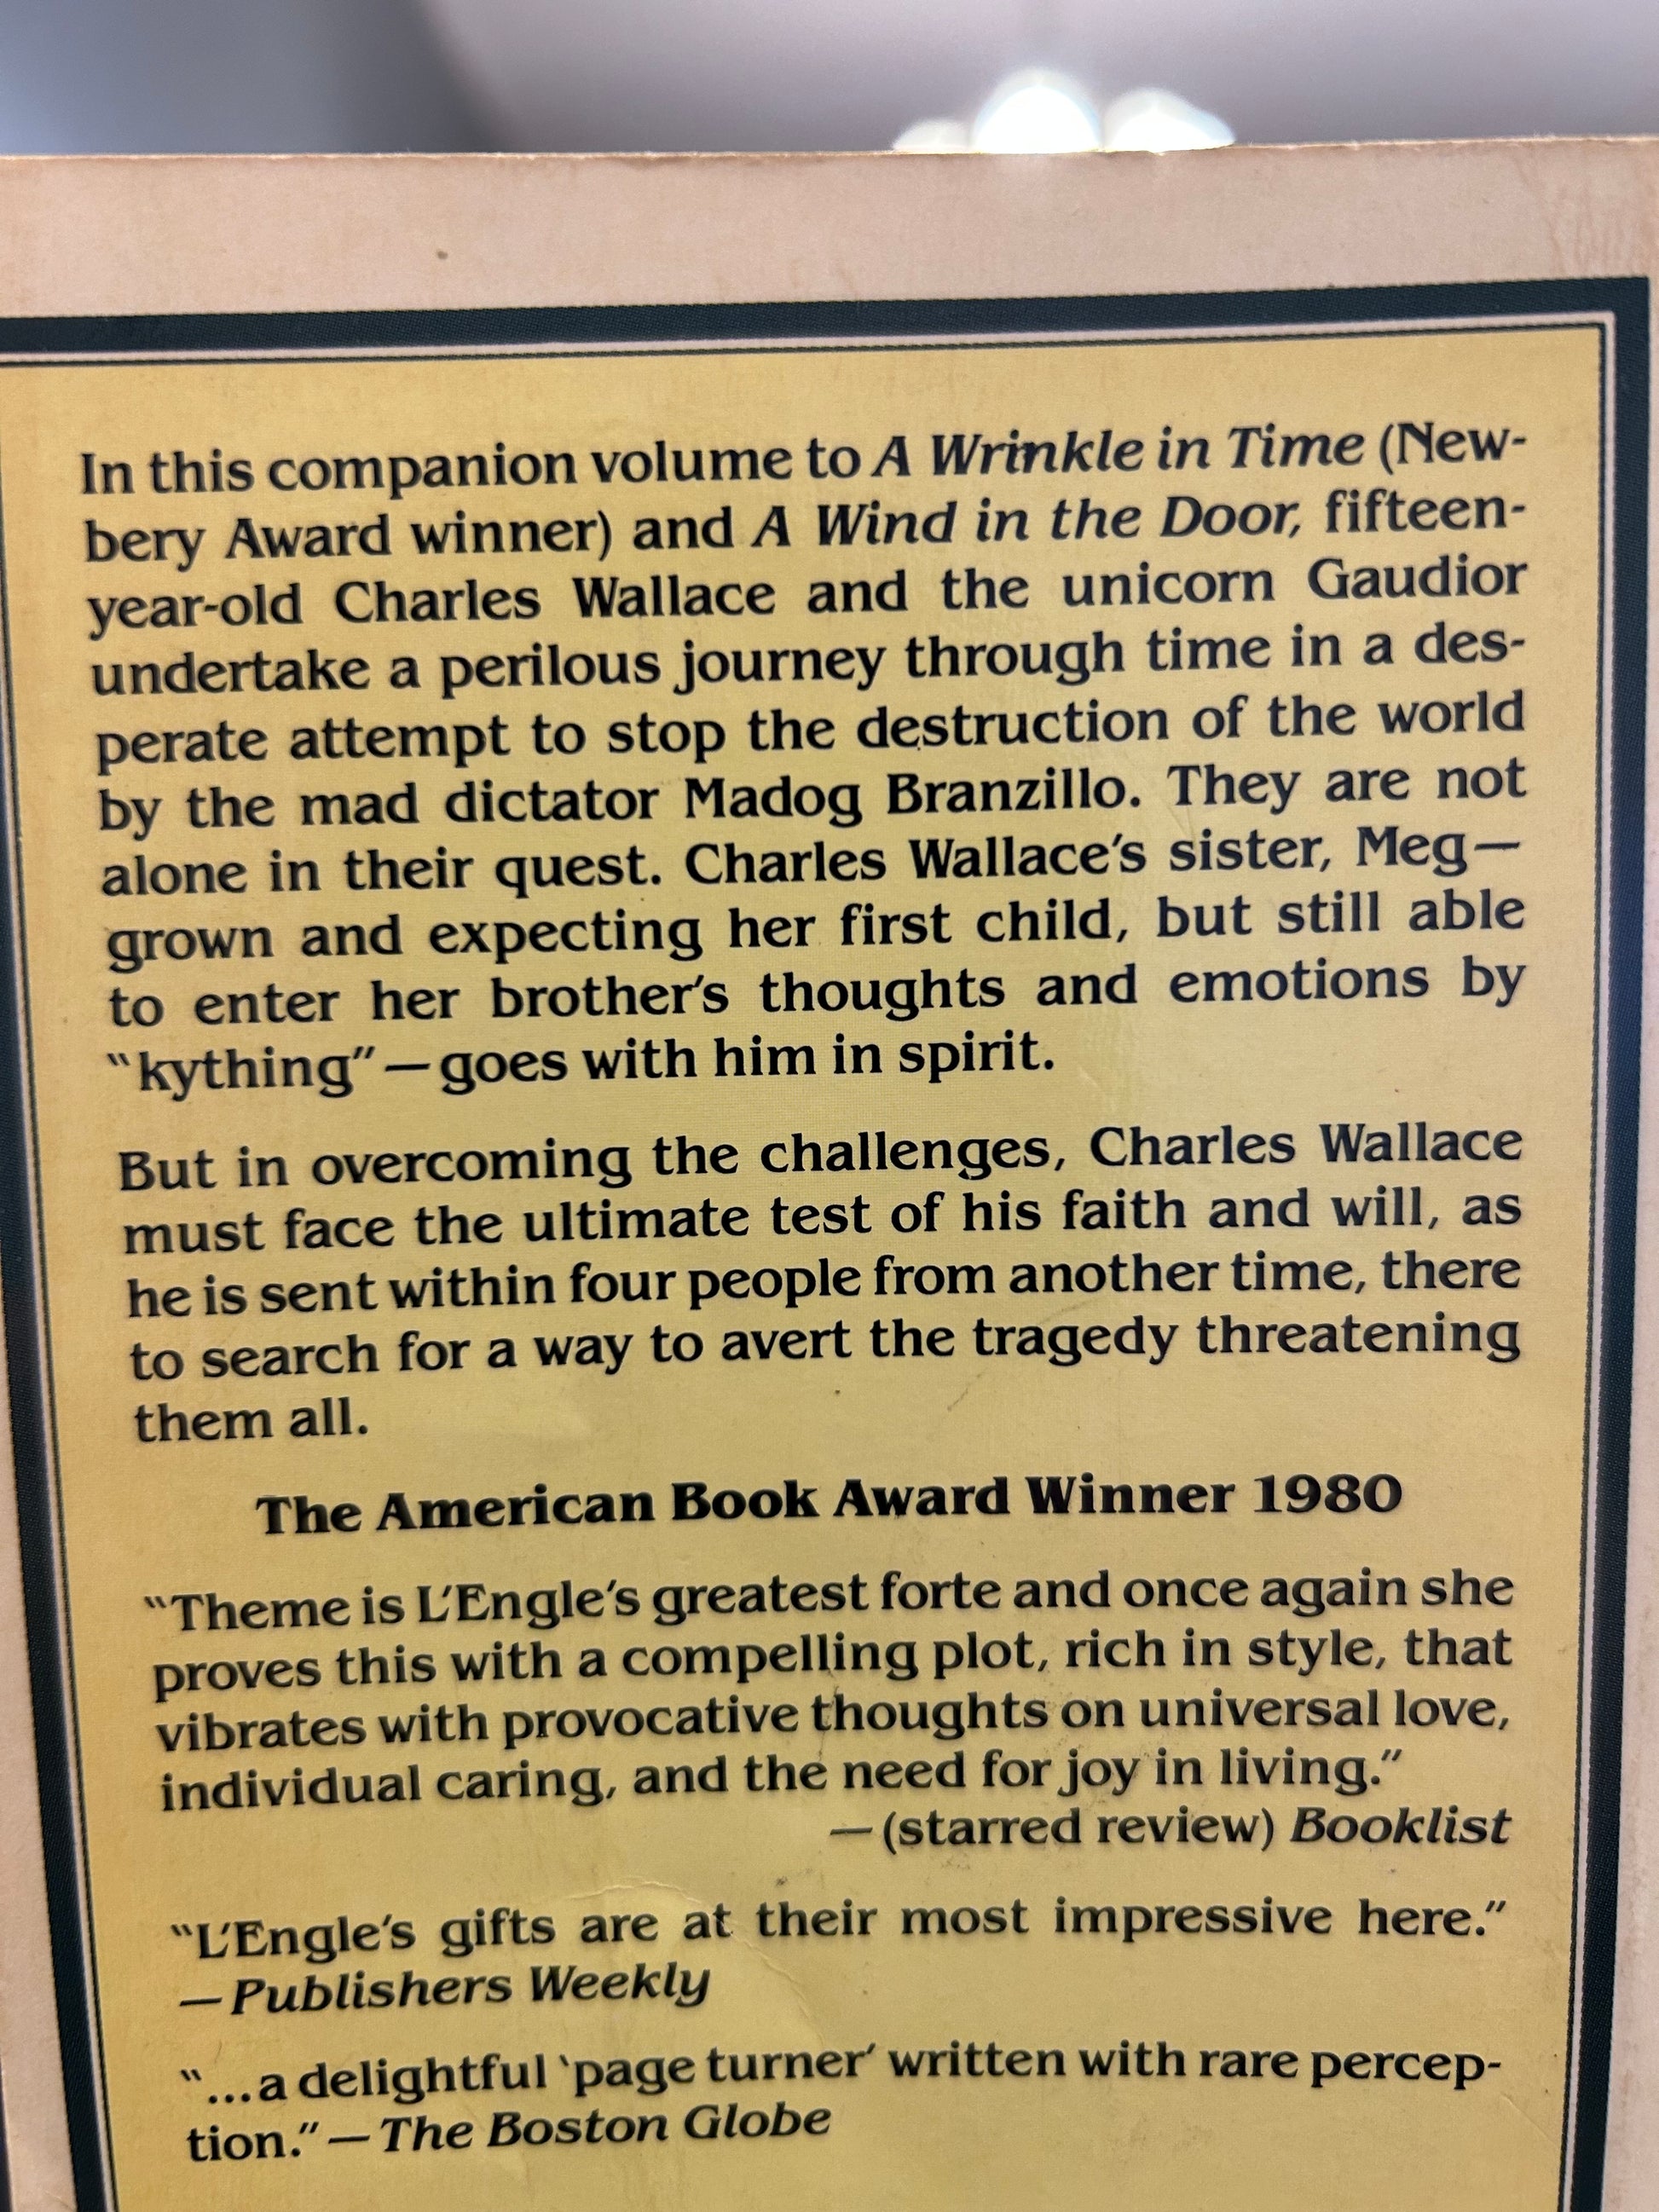 In this companion volume to A Wrinkle in Time (New-
bery Award winner) and A Wind in the Door, fifteen-
year-old Charles Wallace and the unicorn Gaudior
undertake a perilous journey through time in a des-
perate attempt to stop the destruction of the world
by the mad dictator Madog Branzillo. They are not
alone in their quest. Charles Wallace's sister, Meg—
grown and expecting her first child, but still able
to enter her brother's thoughts and emotions by
"kything"—goes with him in spirit.
But in overcoming the challenges, Charles Wallace
must face the ultimate test of his faith and will, as
he is sent within four people from another time, there
to search for a way to avert the tragedy threatening
them all.
The American Book Award Winner 1980
"Theme is L'Engle's greatest forte and once again she
proves this with a compelling plot, rich in style, that
vibrates with provocative thoughts on universal love,
individual caring, and the need for joy in living."
—(starred review) Booklist
"L'Engle's gifts are at their most impressive here."
—Publishers Weekly
"...a delightful 'page turner' written with rare percep-
tion."—The Boston Globe